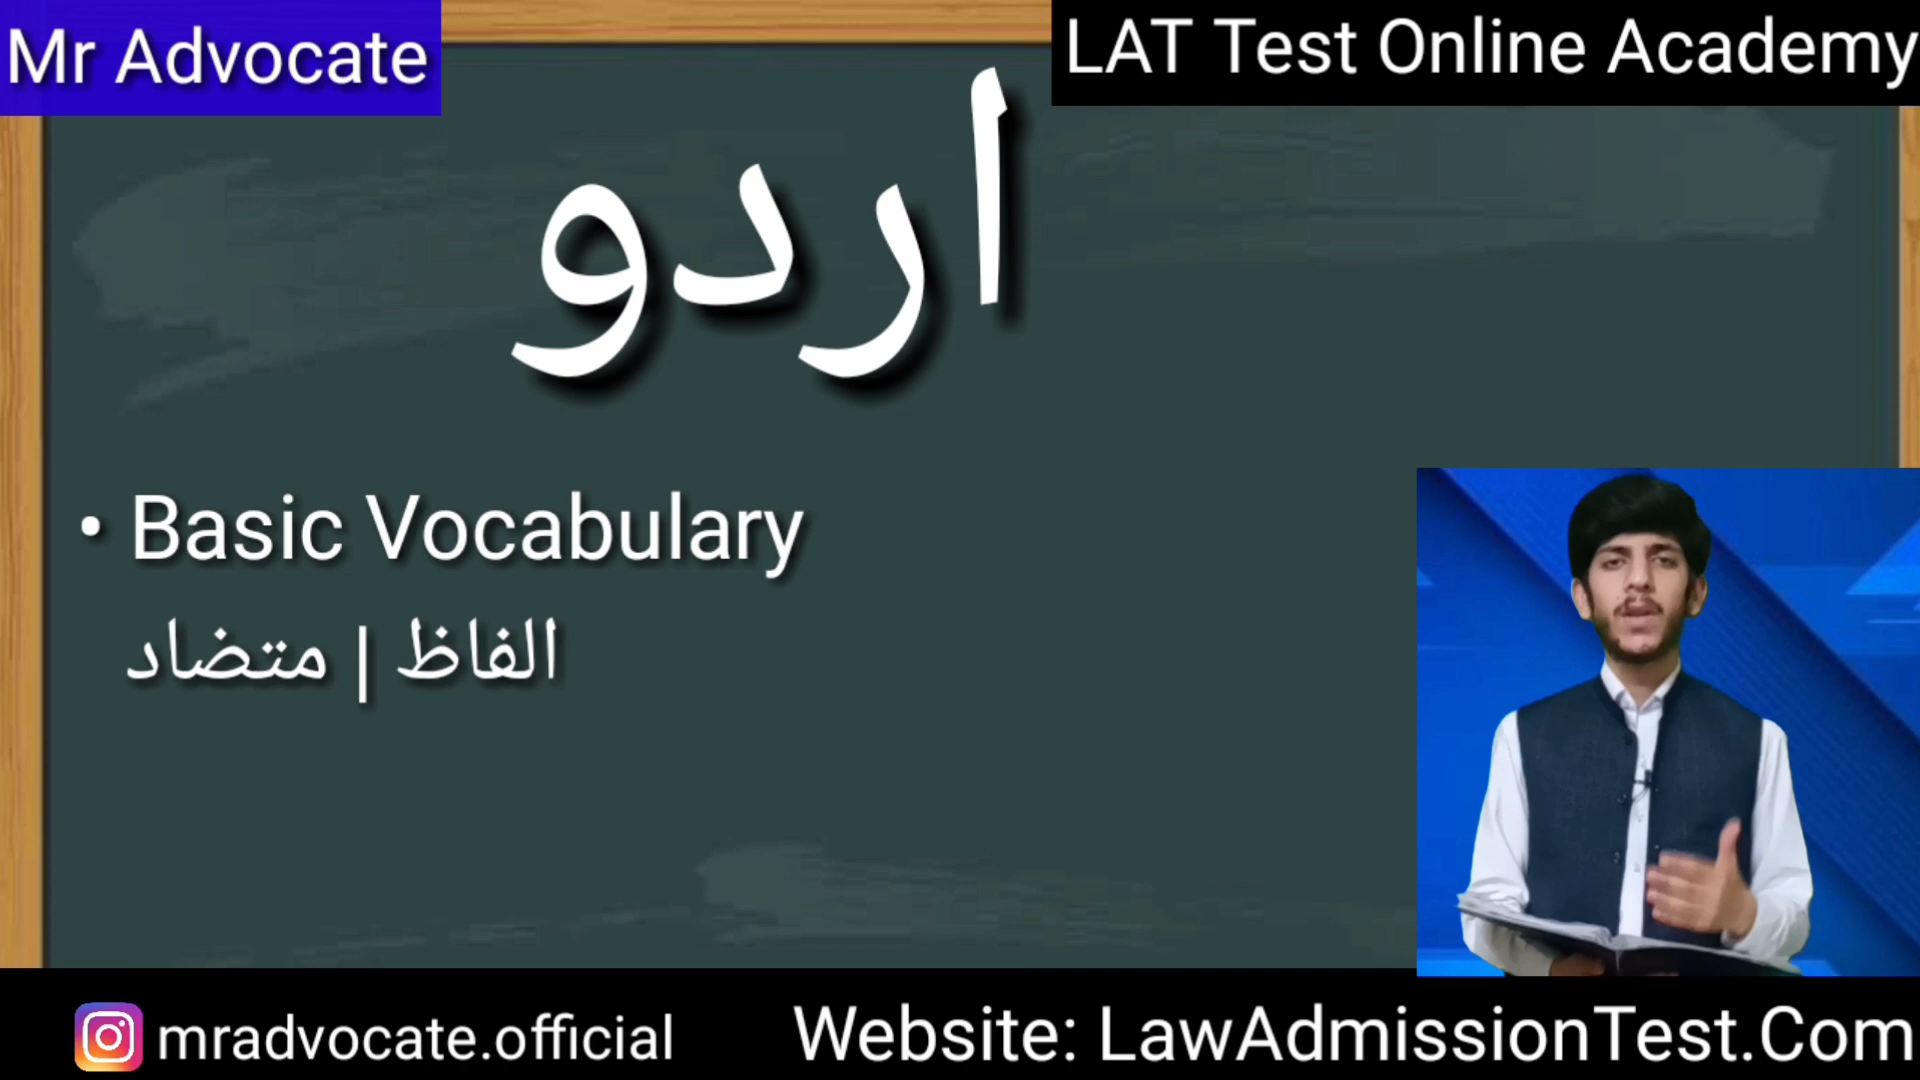 Mr Advocate
LAT Test Online Academy
اردو
• Basic Vocabulary
الفاظ | متضاد
mradvocate.official
Website: LawAdmissionTest.Com